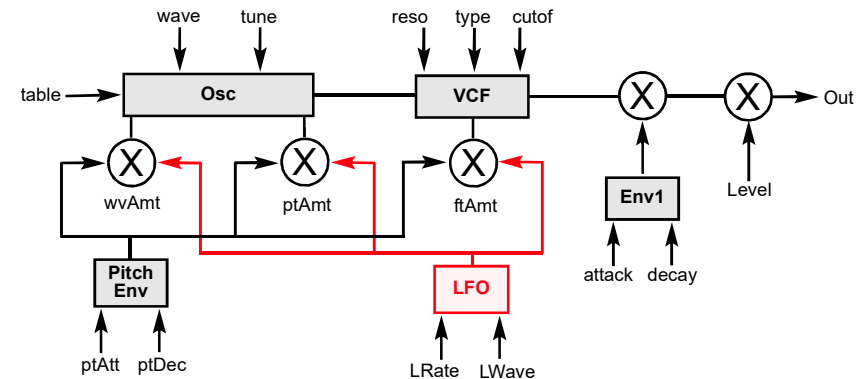 wave tune reso type cutof
table Osc VCF X X Out
X X X
wvAmt ptAmt ftAmt Env1 Level
Pitch
Env LFO attack decay
ptAtt ptDec LRate LWave